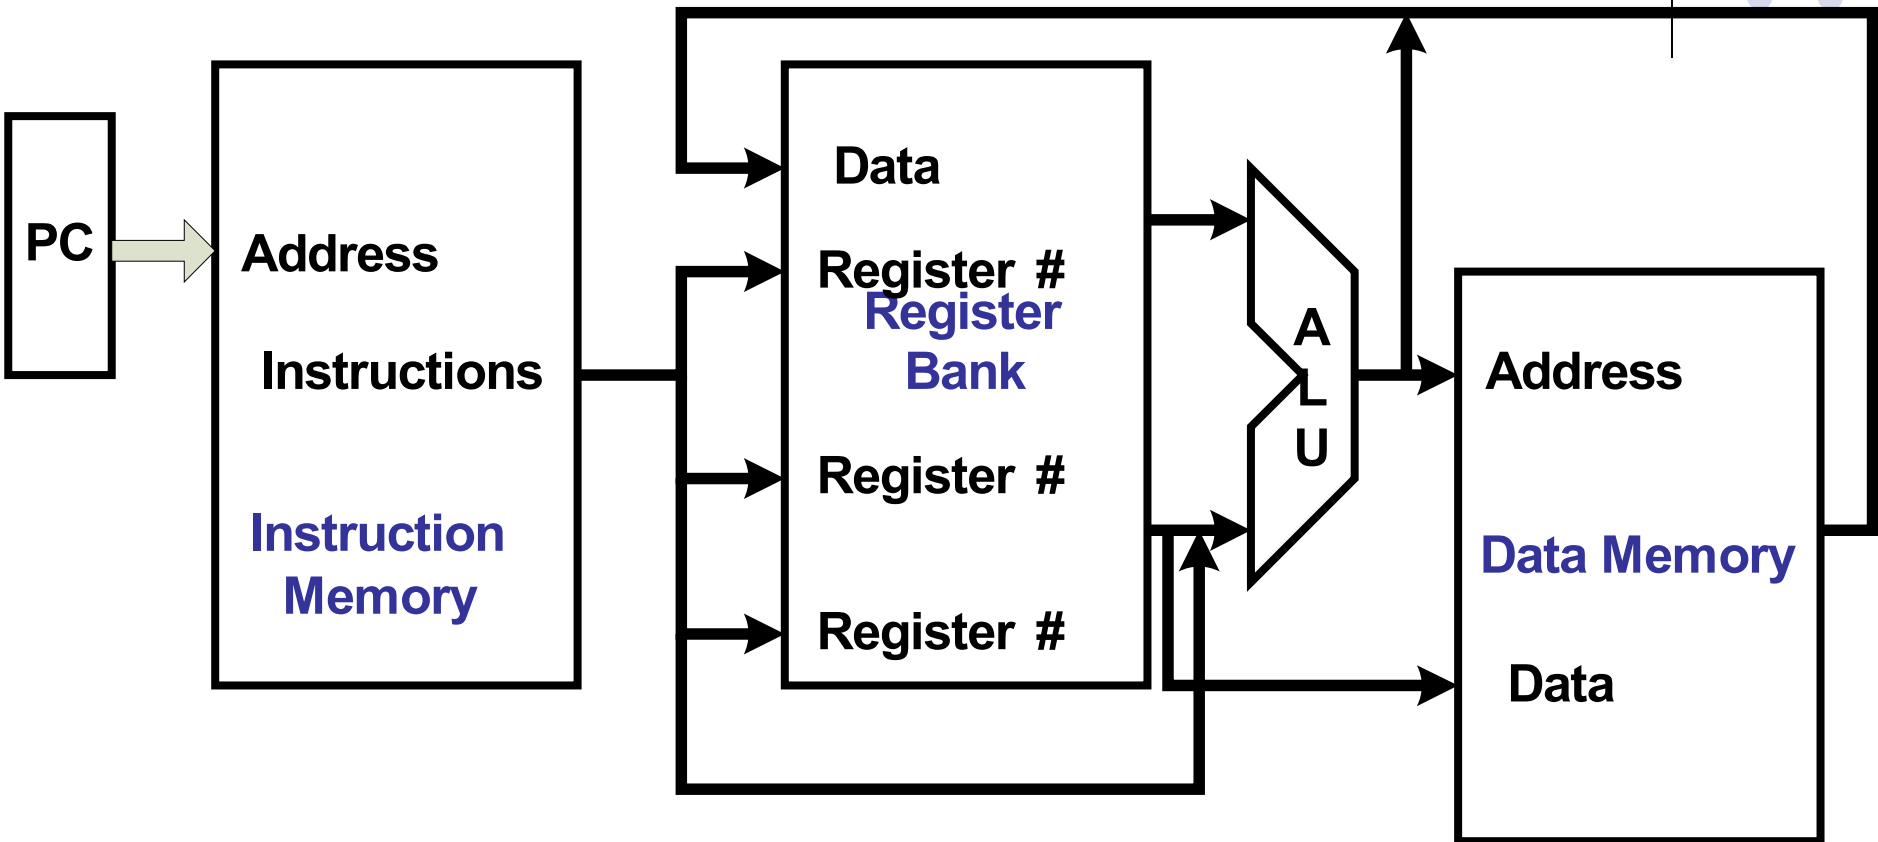 PC
Address
Instructions
Instruction
Memory
Data
Register #
Register
Bank
Register #
Register #
A
L
U
Address
Data Memory
Data